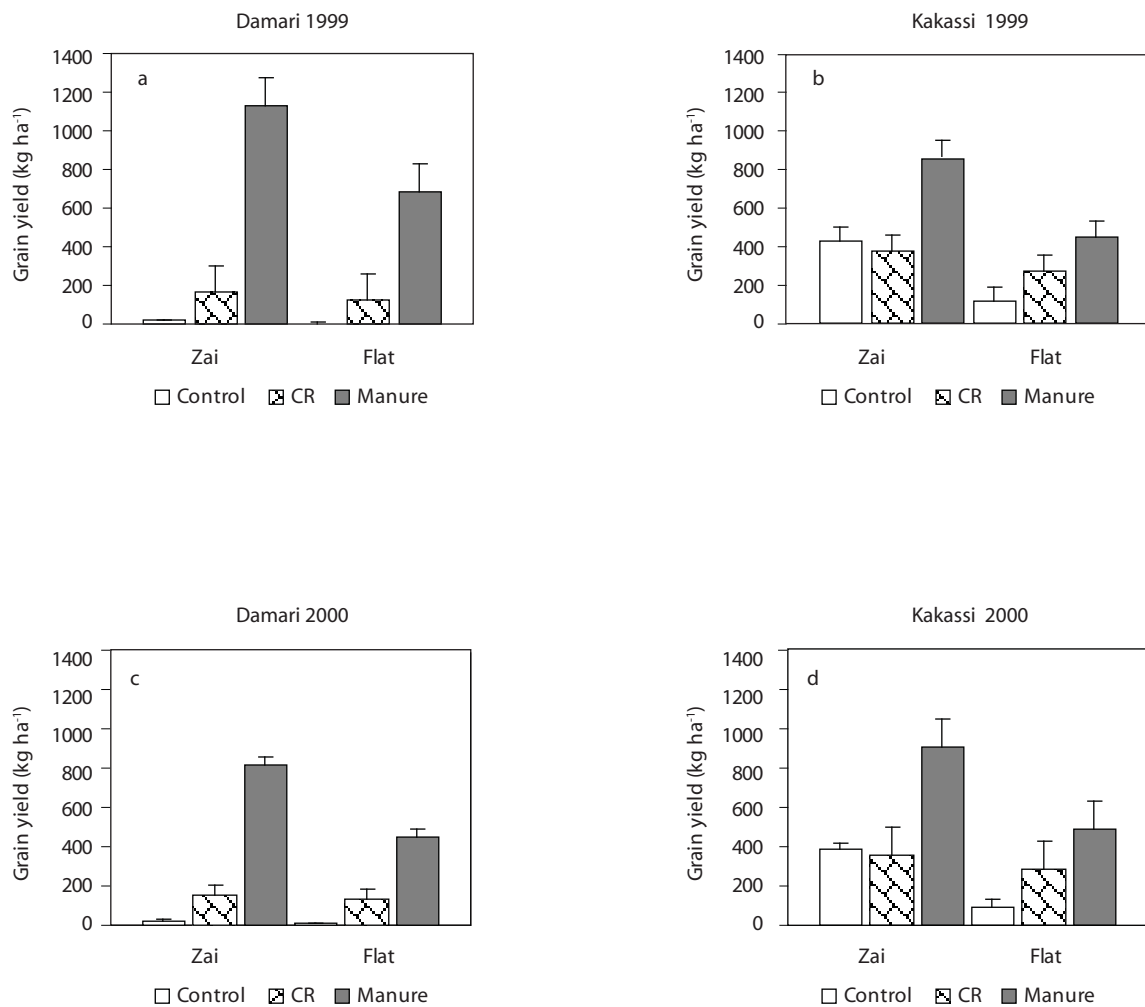 Damari 1999
a
Grain yield (kg ha⁻¹)
1400
1200
1000
800
600
400
200
0
Zai Flat
Control CR Manure
Kakassi 1999
b
Grain yield (kg ha⁻¹)
1400
1200
1000
800
600
400
200
0
Zai Flat
Control CR Manure
Damari 2000
c
Grain yield (kg ha⁻¹)
1400
1200
1000
800
600
400
200
0
Zai Flat
Control CR Manure
Kakassi 2000
d
Grain yield (kg ha⁻¹)
1400
1200
1000
800
600
400
200
0
Zai Flat
Control CR Manure